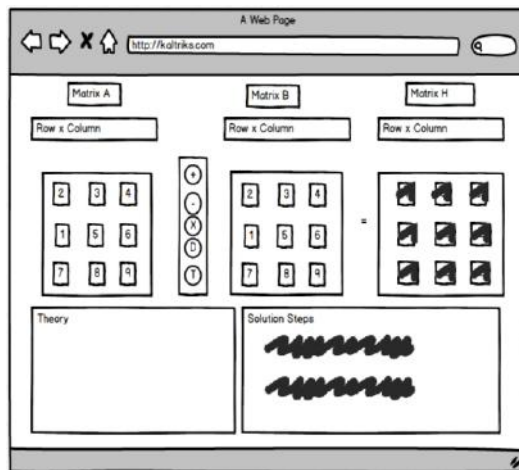 A Web Page
http://kaltriks.com
Matrix A
Matrix B
Matrix H
Row x Column
Row x Column
Row x Column
2 3 4
1 5 6
7 8 9
+
-
X
D
T
2 3 4
1 5 6
7 8 9
=
Theory
Solution Steps